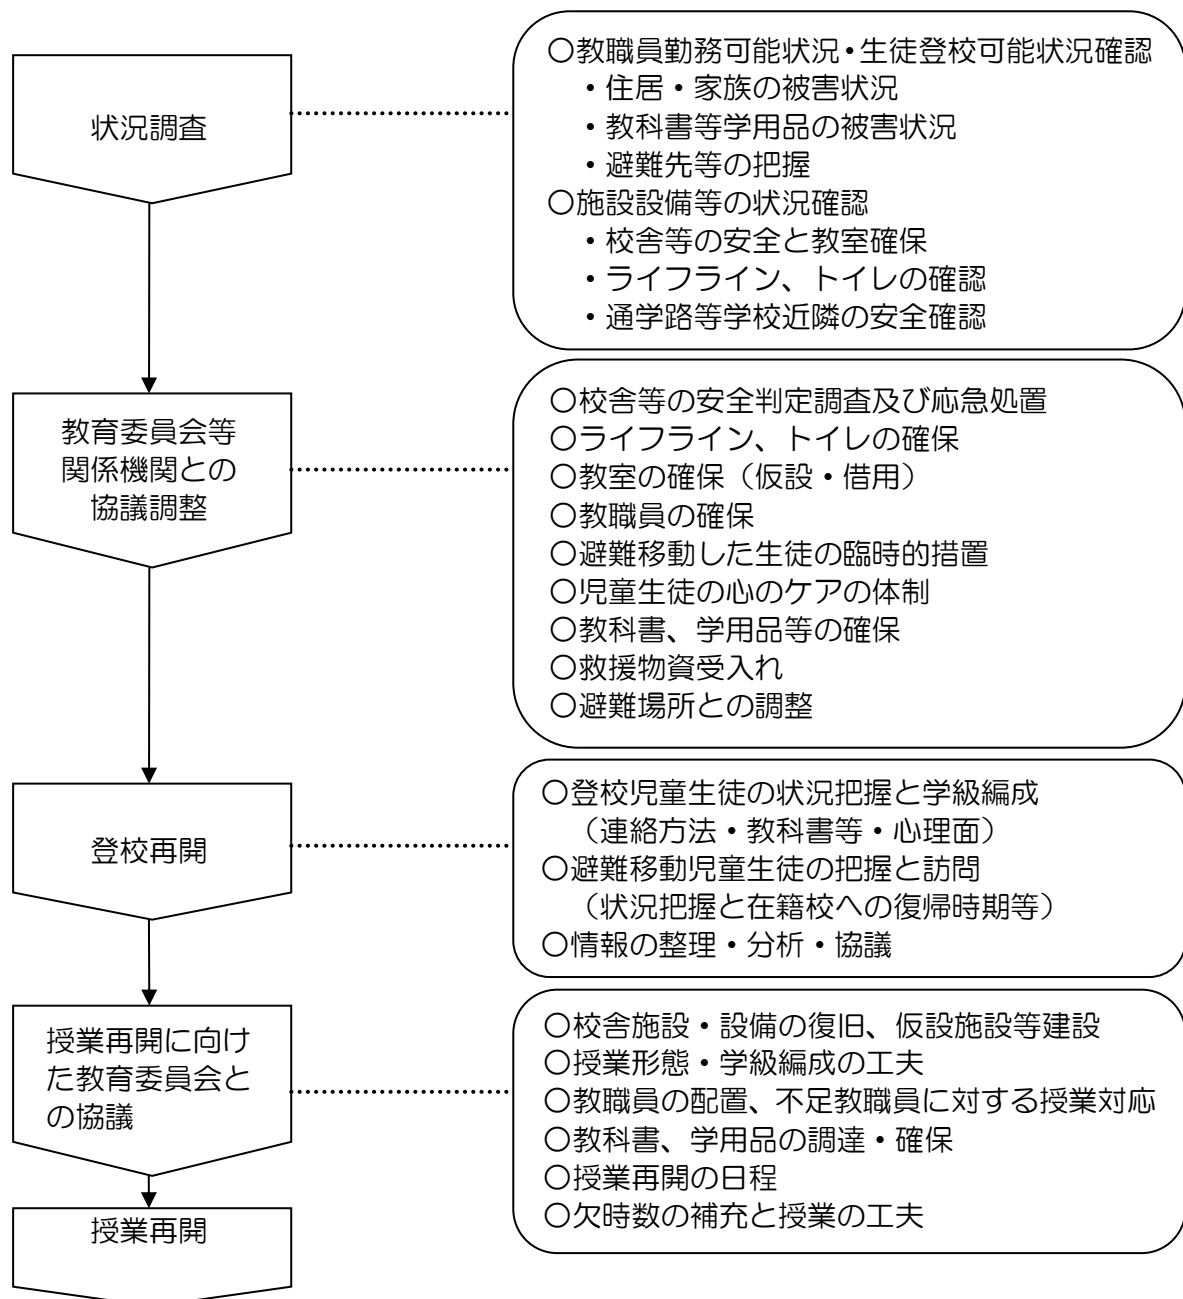 状況調査
○教職員勤務可能状況・生徒登校可能状況確認
・住居・家族の被害状況
・教科書等学用品の被害状況
・避難先等の把握
○施設設備等の状況確認
・校舎等の安全と教室確保
・ライフライン、トイレの確認
・通学路等学校近隣の安全確認
教育委員会等
関係機関との
協議調整
○校舎等の安全判定調査及び応急処置
○ライフライン、トイレの確保
○教室の確保（仮設・借用）
○教職員の確保
○避難移動した生徒の臨時的措置
○児童生徒の心のケアの体制
○教科書、学用品等の確保
○救援物資受入れ
○避難場所との調整
登校再開
○登校児童生徒の状況把握と学級編成
（連絡方法・教科書等・心理面）
○避難移動児童生徒の把握と訪問
（状況把握と在籍校への復帰時期等）
○情報の整理・分析・協議
授業再開に向け
た教育委員会と
の協議
○校舎施設・設備の復旧、仮設施設等建設
○授業形態・学級編成の工夫
○教職員の配置、不足教職員に対する授業対応
○教科書、学用品の調達・確保
○授業再開の日程
○欠時数の補充と授業の工夫
授業再開